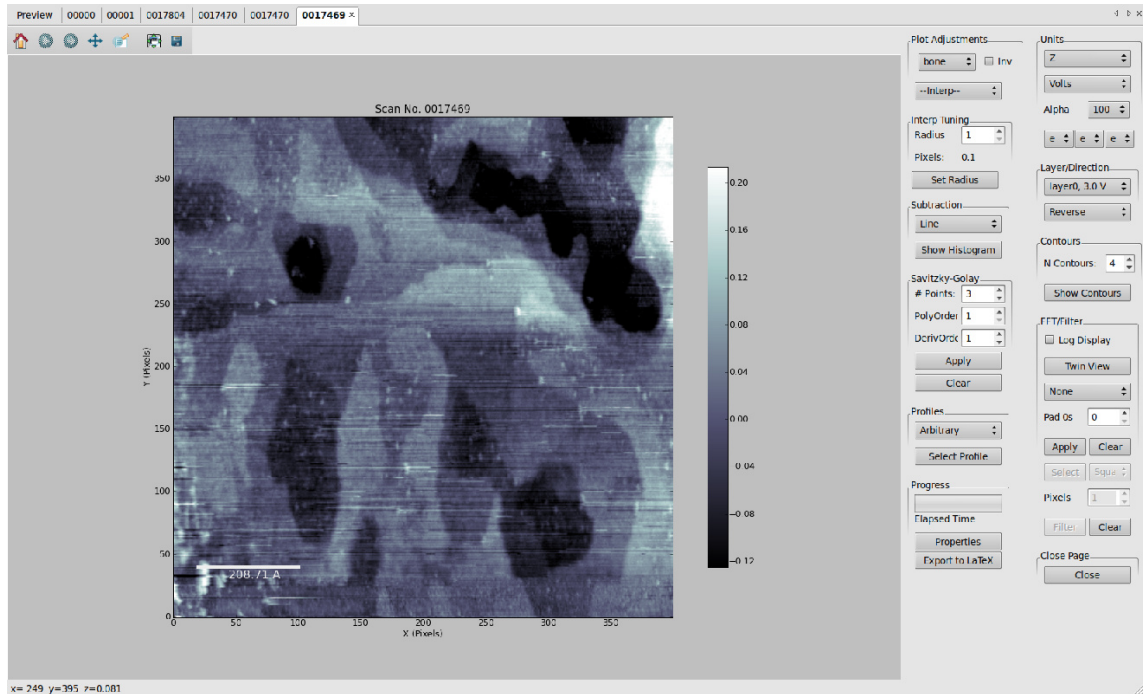 Preview 00000 00001 0017804 0017470 0017470 0017469 ×
Scan No. 0017469
Y (Pixels)
350
300
250
200
150
100
50
0
208.71 A
0 50 100 150 200 250 300 350
X (Pixels)
0.20
0.16
0.12
0.08
0.04
0.00
0.04
−0.08
−0.12
Plot Adjustments
bone Inv
--Interp--
Interp Tuning
Radius 1
Pixels: 0.1
Set Radius
Subtraction
Line
Show Histogram
Savitzky-Golay
# Points: 3
PolyOrder 1
DerivOrde 1
Apply
Clear
Profiles
Arbitrary
Select Profile
Progress
Elapsed Time
Properties
Export to LaTeX
Units
Z
Volts
Alpha 100
e e e
Layer/Direction
layer0, 3.0 V
Reverse
Contours
N Contours: 4
Show Contours
FFT/Filter
Log Display
Twin View
None
Pad 0s 0
Apply Clear
Select Squa
Pixels 1
Filter Clear
Close Page
Close
x= 249 y=395 z=0.081